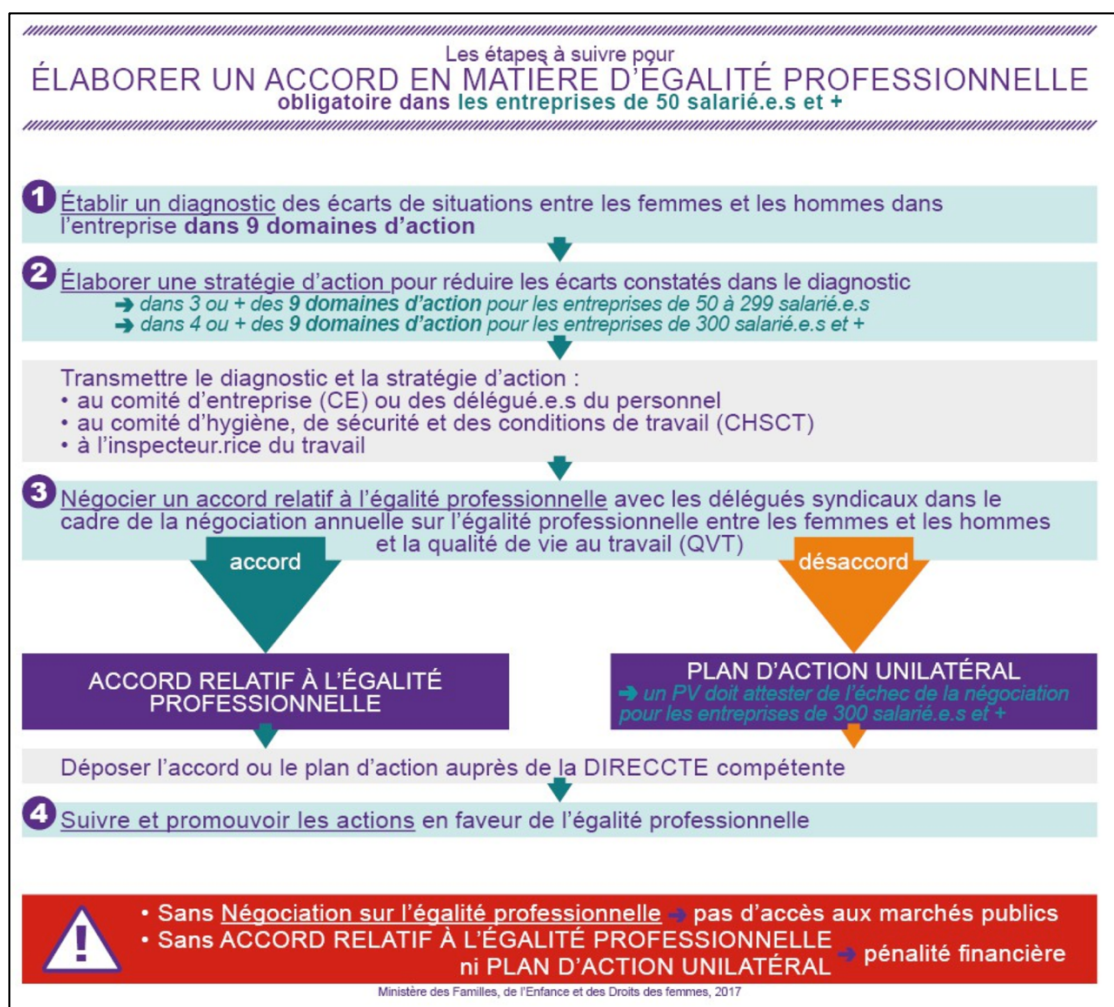 Les étapes à suivre pour
ÉLABORER UN ACCORD EN MATIÈRE D'ÉGALITÉ PROFESSIONNELLE
obligatoire dans les entreprises de 50 salarié.e.s et +
1 Établir un diagnostic des écarts de situations entre les femmes et les hommes dans
l'entreprise dans 9 domaines d'action
2 Élaborer une stratégie d'action pour réduire les écarts constatés dans le diagnostic
➔ dans 3 ou + des 9 domaines d'action pour les entreprises de 50 à 299 salarié.e.s
➔ dans 4 ou + des 9 domaines d'action pour les entreprises de 300 salarié.e.s et +
Transmettre le diagnostic et la stratégie d'action :
• au comité d'entreprise (CE) ou des délégué.e.s du personnel
• au comité d'hygiène, de sécurité et des conditions de travail (CHSCT)
• à l'inspecteur.rice du travail
3 Négocier un accord relatif à l'égalité professionnelle avec les délégués syndicaux dans le
cadre de la négociation annuelle sur l'égalité professionnelle entre les femmes et les hommes
et la qualité de vie au travail (QVT)
accord
désaccord
ACCORD RELATIF À L'ÉGALITÉ
PROFESSIONNELLE
PLAN D'ACTION UNILATÉRAL
➔ un PV doit attester de l'échec de la négociation
pour les entreprises de 300 salarié.e.s et +
Déposer l'accord ou le plan d'action auprès de la DIRECCTE compétente
4 Suivre et promouvoir les actions en faveur de l'égalité professionnelle
!
• Sans Négociation sur l'égalité professionnelle ➔ pas d'accès aux marchés publics
• Sans ACCORD RELATIF À L'ÉGALITÉ PROFESSIONNELLE
ni PLAN D'ACTION UNILATÉRAL ➔ pénalité financière
Ministère des Familles, de l'Enfance et des Droits des femmes, 2017